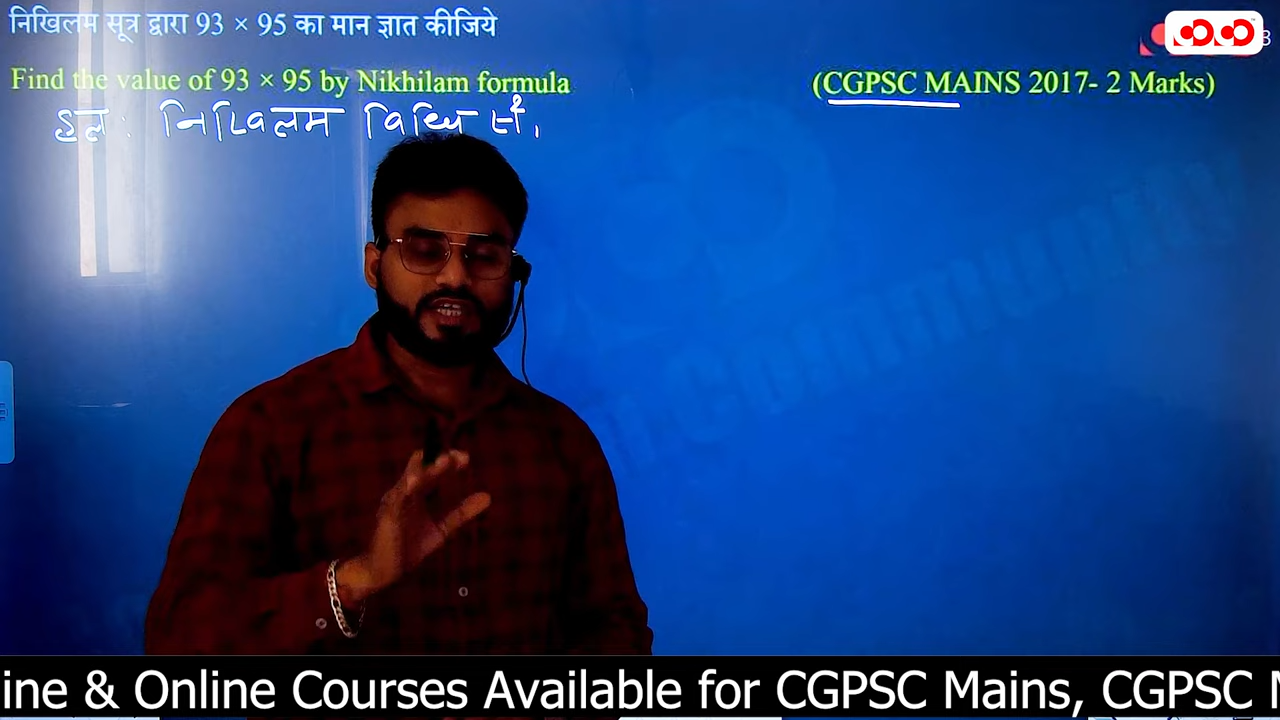 निखिलम सूत्र द्वारा 93 × 95 का मान ज्ञात कीजिये
Find the value of 93 × 95 by Nikhilam formula
(CGPSC MAINS 2017- 2 Marks)
हल: निखिलम विधि से,
Community
ine & Online Courses Available for CGPSC Mains, CGPSC